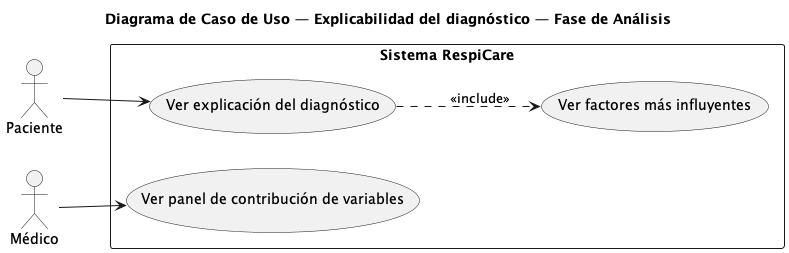 Diagrama de Caso de Uso — Explicabilidad del diagnóstico — Fase de Análisis
Sistema RespiCare
Paciente
Ver explicación del diagnóstico
«include»
Ver factores más influyentes
Médico
Ver panel de contribución de variables